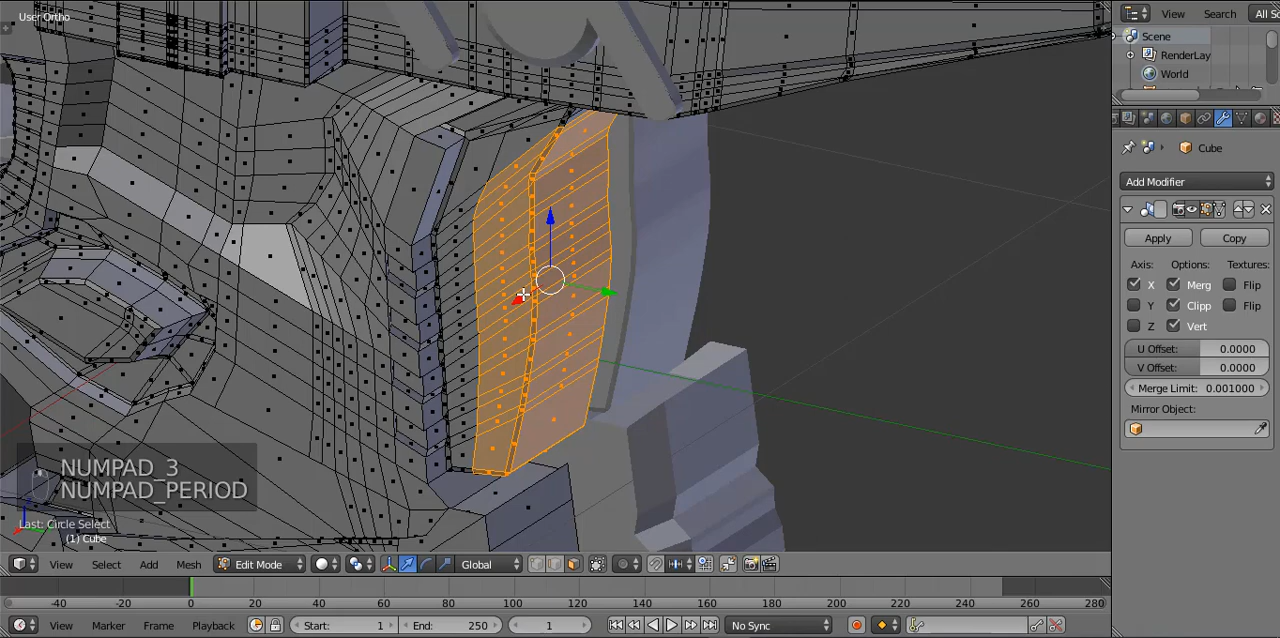 User Ortho
View Search All Sc
Scene
RenderLay
World
Cube
Add Modifier
Apply Copy
Axis: Options: Textures:
X Merg Flip
Y Clipp Flip
Z Vert
U Offset: 0.0000
V Offset: 0.0000
Merge Limit: 0.001000
Mirror Object:
NUMPAD_3
NUMPAD_PERIOD
Last: Circle Select
(1) Cube
View Select Add Mesh Edit Mode Global
-40 -20 0 20 40 60 80 100 120 140 160 180 200 220 240 260 280
View Marker Frame Playback Start: 1 End: 250 1 No Sync